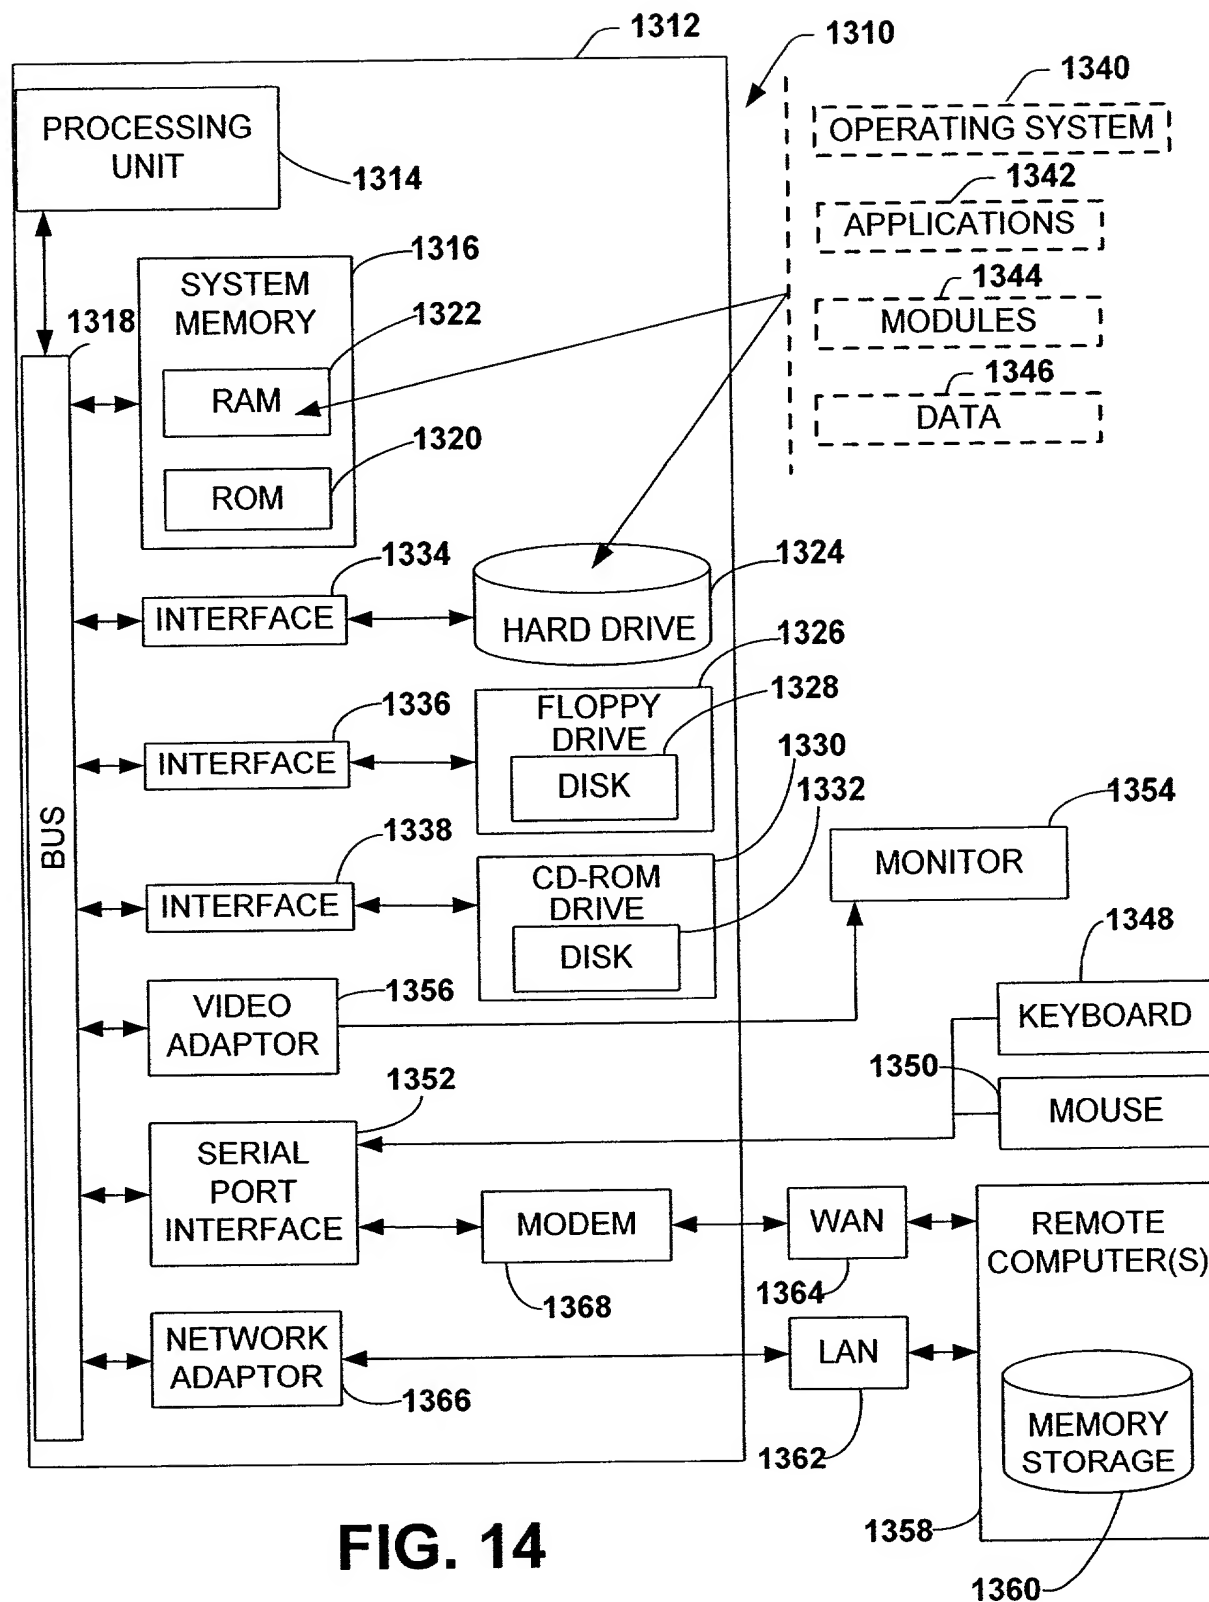 1312
1310
1340
PROCESSING
UNIT
OPERATING SYSTEM
1314
1342
APPLICATIONS
1316
SYSTEM
MEMORY
1344
MODULES
1318
1322
RAM
1346
DATA
1320
ROM
1334
1324
INTERFACE
HARD DRIVE
1326
1336
1328
FLOPPY
DRIVE
1330
INTERFACE
DISK
1332
1354
BUS
1338
MONITOR
CD-ROM
DRIVE
INTERFACE
1348
DISK
1356
VIDEO
ADAPTOR
KEYBOARD
1350
1352
MOUSE
SERIAL
PORT
INTERFACE
MODEM
WAN
REMOTE
COMPUTER(S)
1368
1364
NETWORK
ADAPTOR
LAN
1366
MEMORY
STORAGE
1362
1358
FIG. 14
1360